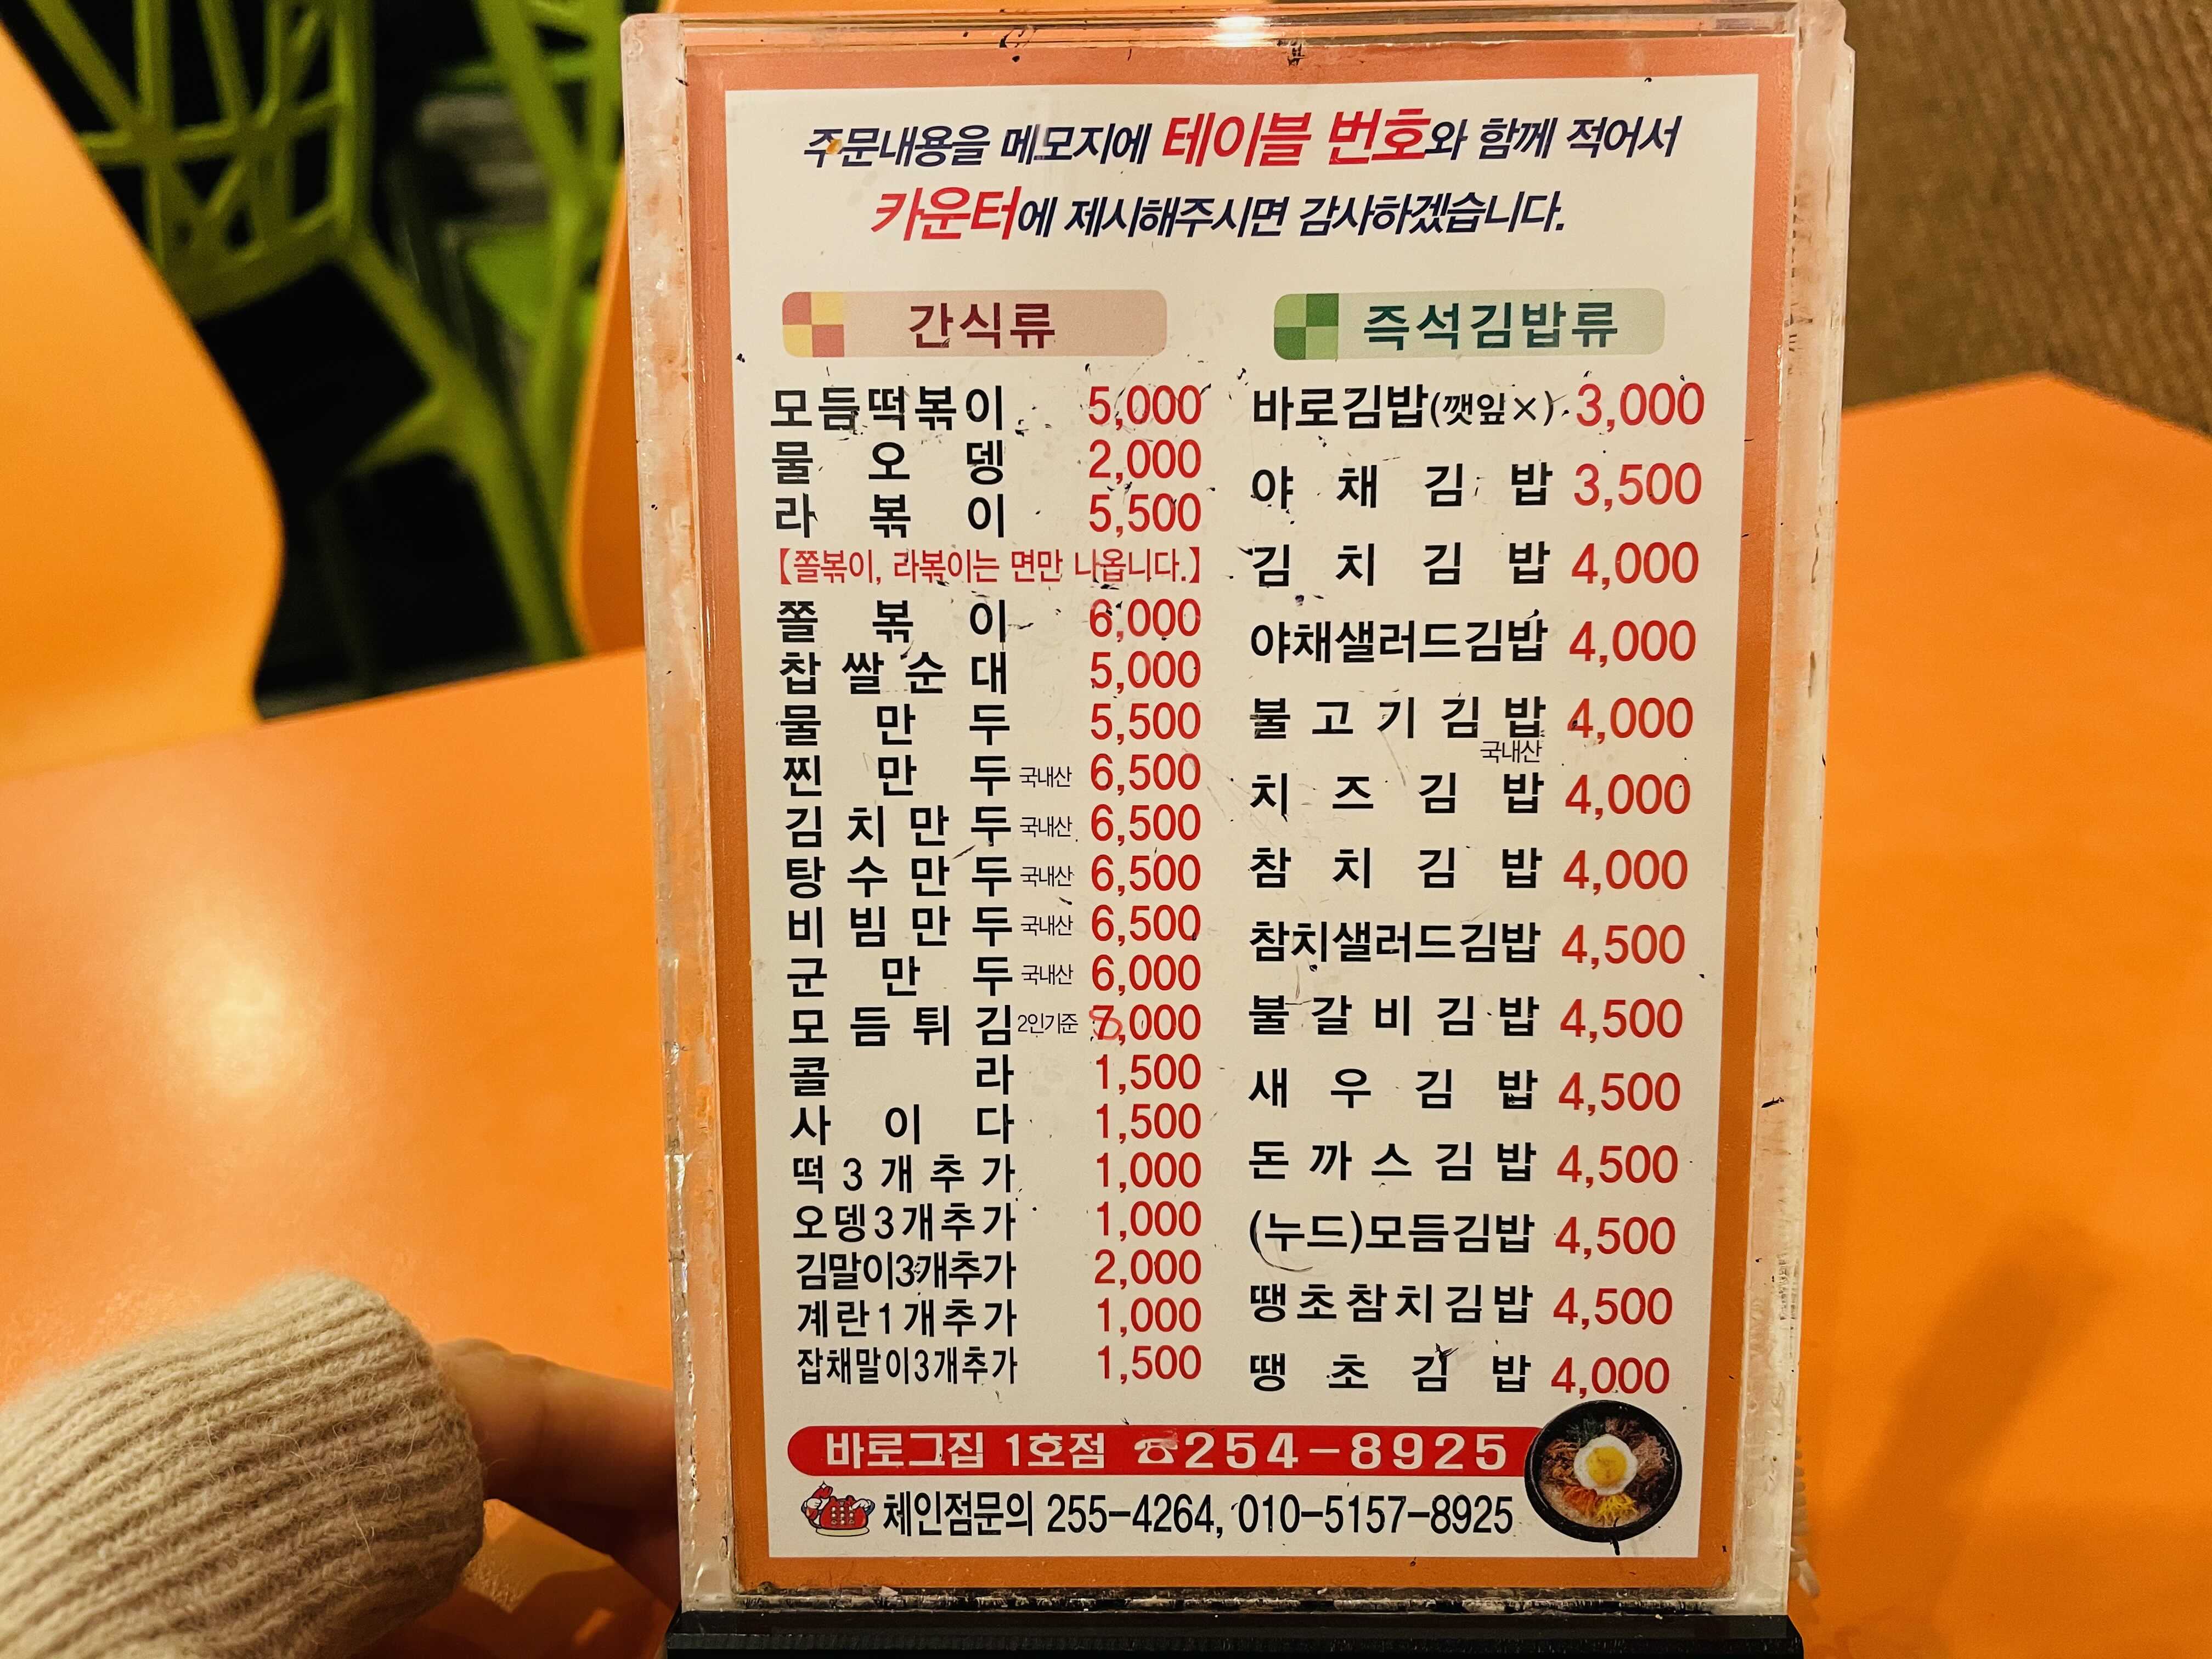 주문내용을 메모지에 테이블 번호와 함께 적어서
카운터에 제시해주시면 감사하겠습니다.
간식류
모듬떡볶이 5,000
물오뎅 2,000
라볶이 5,500
【쫄볶이, 라볶이는 면만 나옵니다.】
쫄볶이 6,000
찹쌀순대 5,000
물만두 5,500
찐만두 국내산 6,500
김치만두 국내산 6,500
탕수만두 국내산 6,500
비빔만두 국내산 6,500
군만두 국내산 6,000
모듬튀김 2인기준 ,000
콜라 1,500
사이다 1,500
떡3개추가 1,000
오뎅3개추가 1,000
김말이3개추가 2,000
계란1개추가 1,000
잡채말이3개추가 1,500
즉석김밥류
바로김밥(깻잎×) 3,000
야채김밥 3,500
김치김밥 4,000
야채샐러드김밥 4,000
불고기김밥 4,000
국내산
치즈김밥 4,000
참치김밥 4,000
참치샐러드김밥 4,500
불갈비김밥 4,500
새우김밥 4,500
돈까스김밥 4,500
(누드)모듬김밥 4,500
땡초참치김밥 4,500
땡초김밥 4,000
바로그집 1호점 ☎254-8925
체인점문의 255-4264, 010-5157-8925